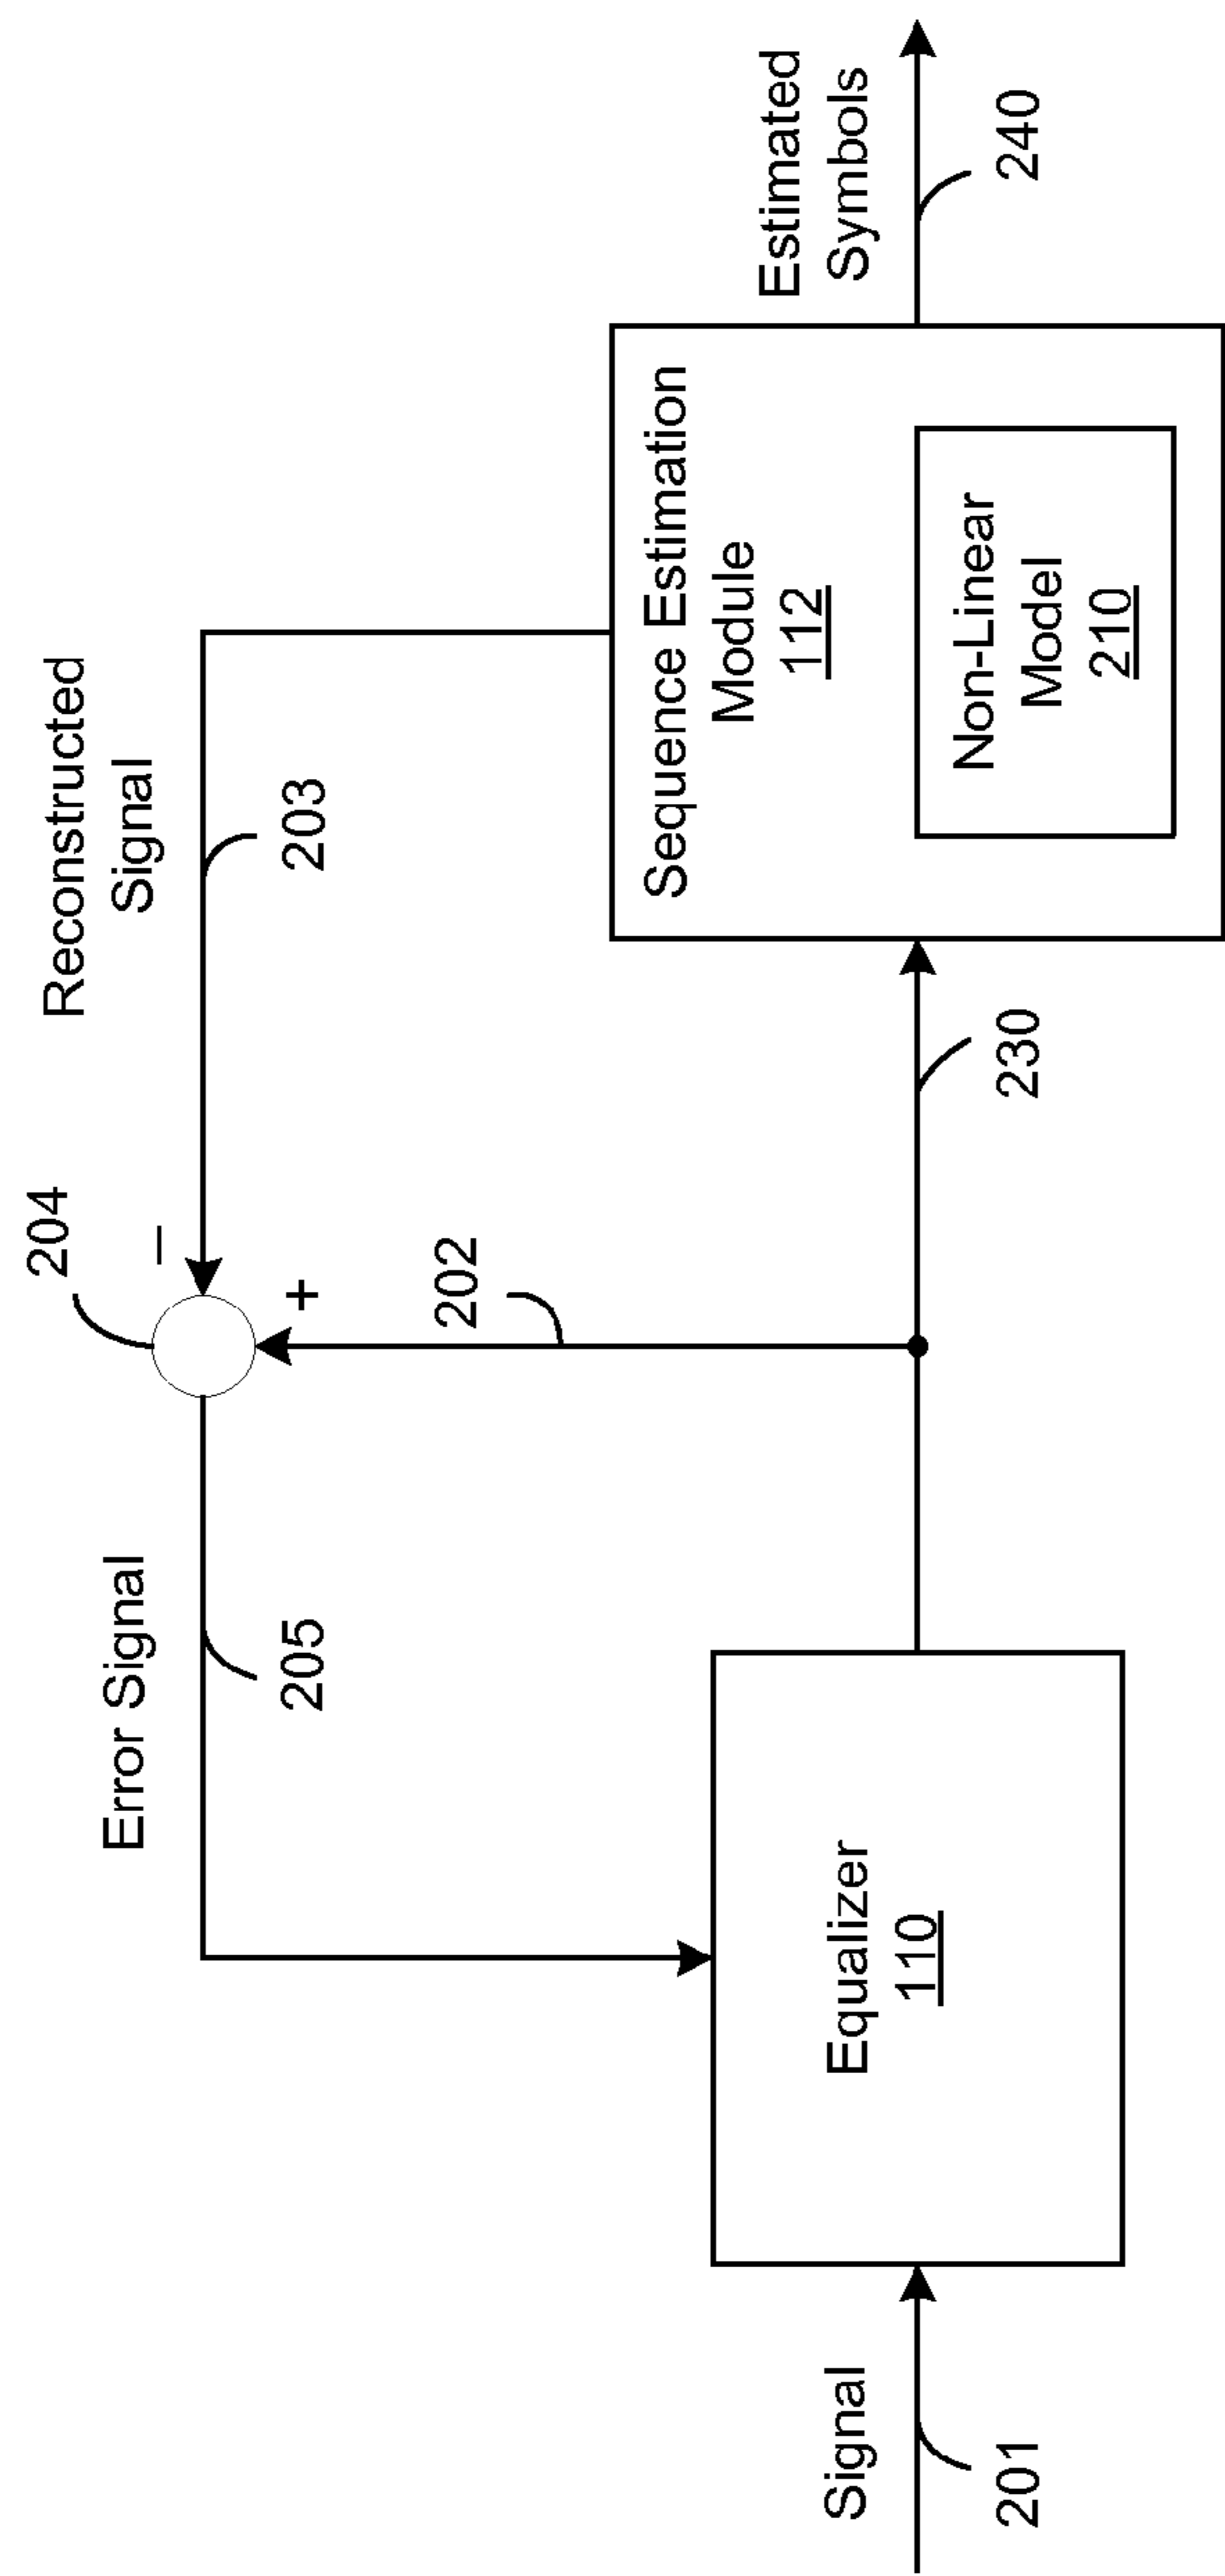 Reconstructed
Signal
204
–
203
Error Signal
+
205
202
Estimated
Symbols
Sequence Estimation
Module
112
Non-Linear
Model
210
Equalizer
110
Signal
201
230
240